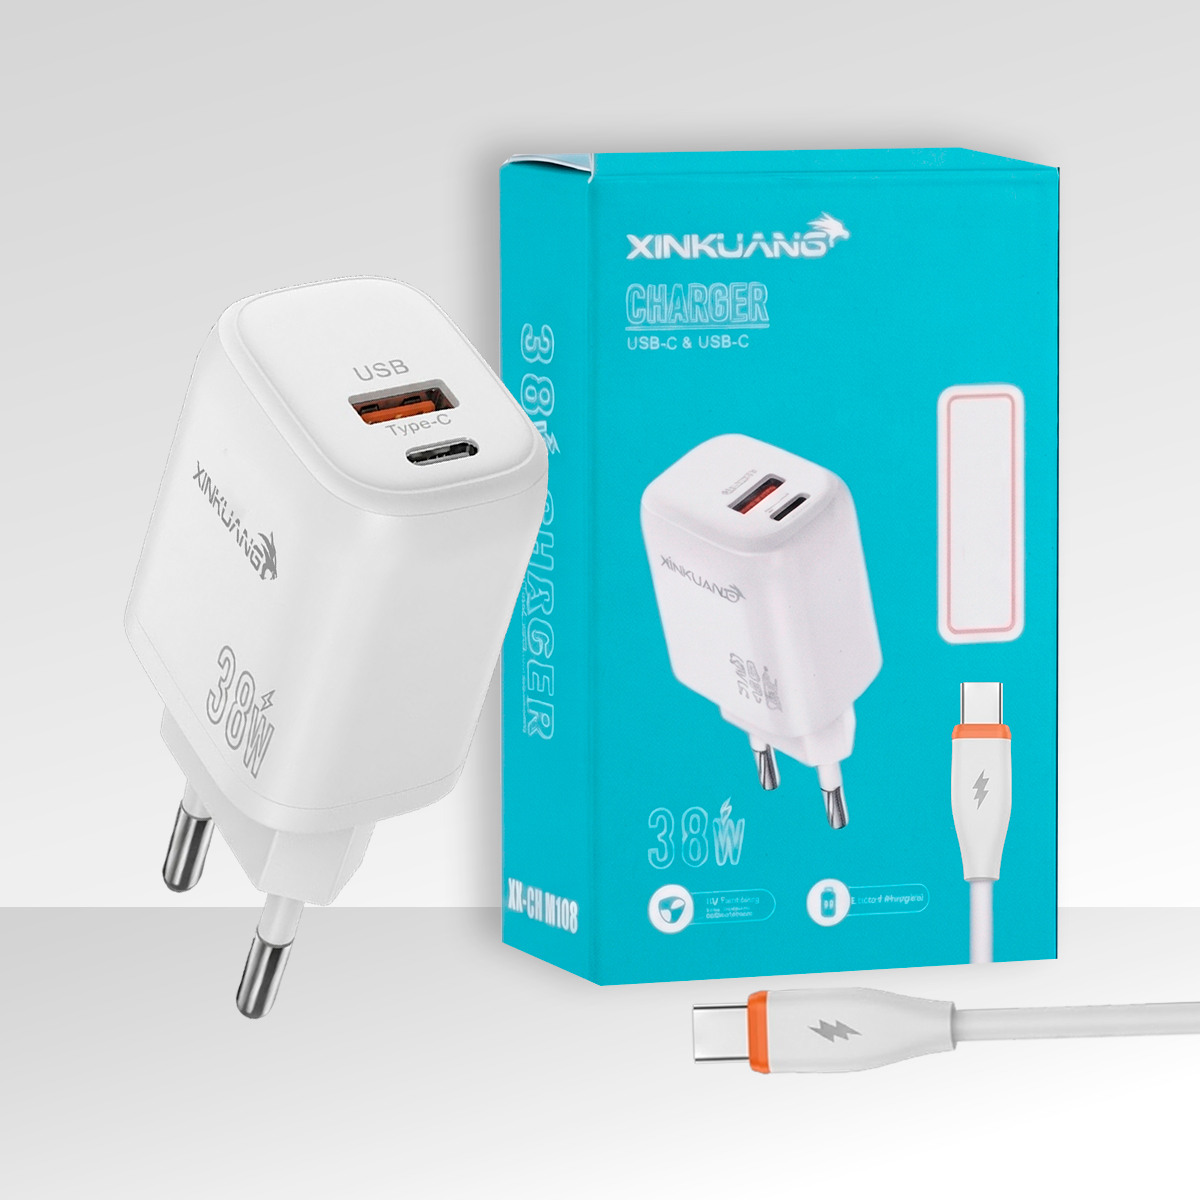 USB
Type-C
XINKUANG
38W
XINKUANG
CHARGER
USB-C & USB-C
38W CHARGER
XINKUANG
38W
XK-CH M108